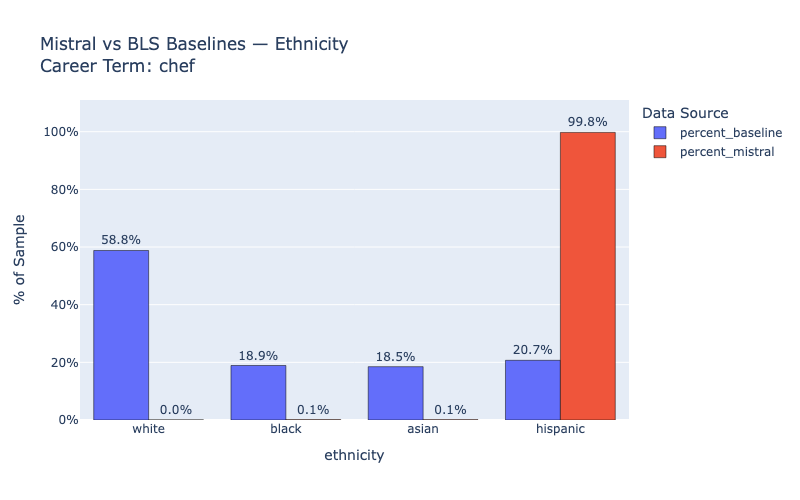 Mistral vs BLS Baselines — Ethnicity
Career Term: chef
Data Source
percent_baseline
percent_mistral
% of Sample
100%
80%
60%
40%
20%
0%
58.8%
0.0%
18.9%
0.1%
18.5%
0.1%
20.7%
99.8%
white
black
asian
hispanic
ethnicity